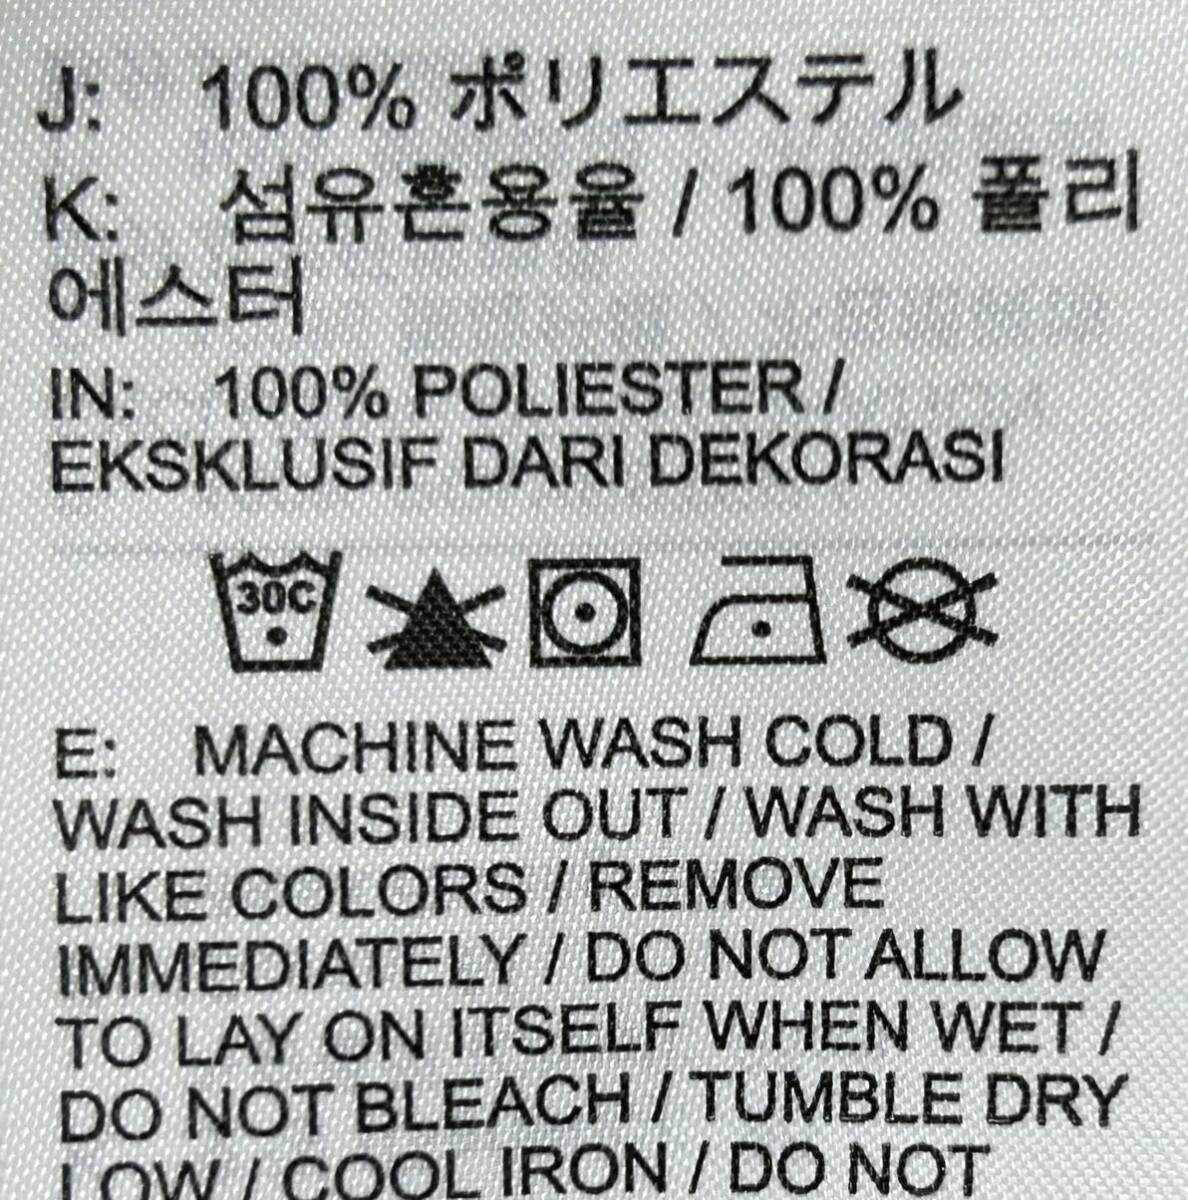 J: 100% ポリエステル
K: 섬유혼용율 / 100% 폴리
에스터
IN: 100% POLIESTER /
EKSKLUSIF DARI DEKORASI
30C
E: MACHINE WASH COLD /
WASH INSIDE OUT / WASH WITH
LIKE COLORS / REMOVE
IMMEDIATELY / DO NOT ALLOW
TO LAY ON ITSELF WHEN WET /
DO NOT BLEACH / TUMBLE DRY
LOW / COOL IRON / DO NOT